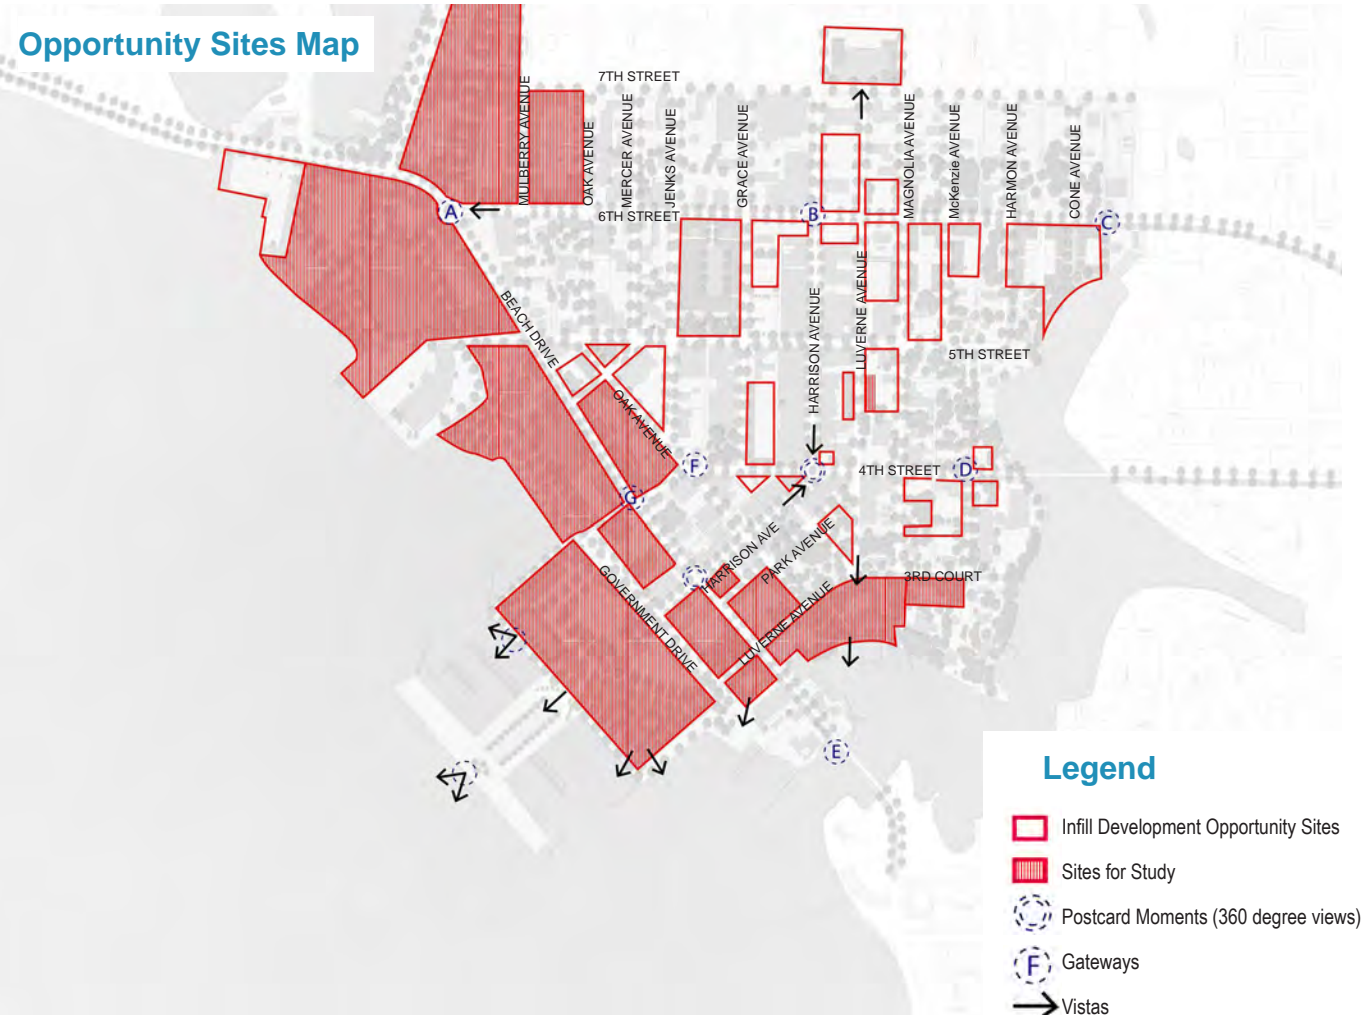 Opportunity Sites Map
7TH STREET
MULBERRY AVENUE
OAK AVENUE
MERCER AVENUE
JENKS AVENUE
GRACE AVENUE
MAGNOLIA AVENUE
McKenzie AVENUE
HARMON AVENUE
CONE AVENUE
A
6TH STREET
B
C
BEACH DRIVE
HARRISON AVENUE
LUVERNE AVENUE
5TH STREET
OAK AVENUE
F
4TH STREET
D
G
HARRISON AVE
PARK AVENUE
3RD COURT
GOVERNMENT DRIVE
LUVERNE AVENUE
E
Legend
Infill Development Opportunity Sites
Sites for Study
Postcard Moments (360 degree views)
F
Gateways
Vistas